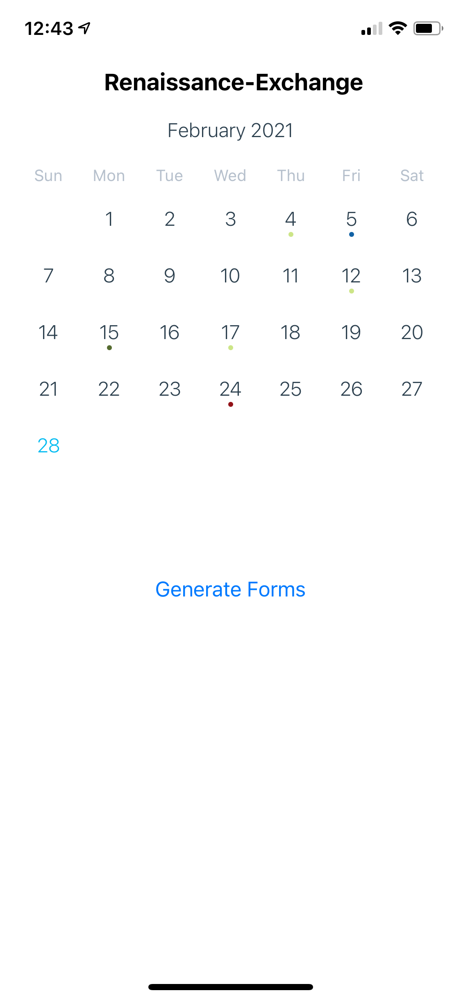 12:43
Renaissance-Exchange
February 2021
Sun Mon Tue Wed Thu Fri Sat
1 2 3 4 5 6
7 8 9 10 11 12 13
14 15 16 17 18 19 20
21 22 23 24 25 26 27
28
Generate Forms